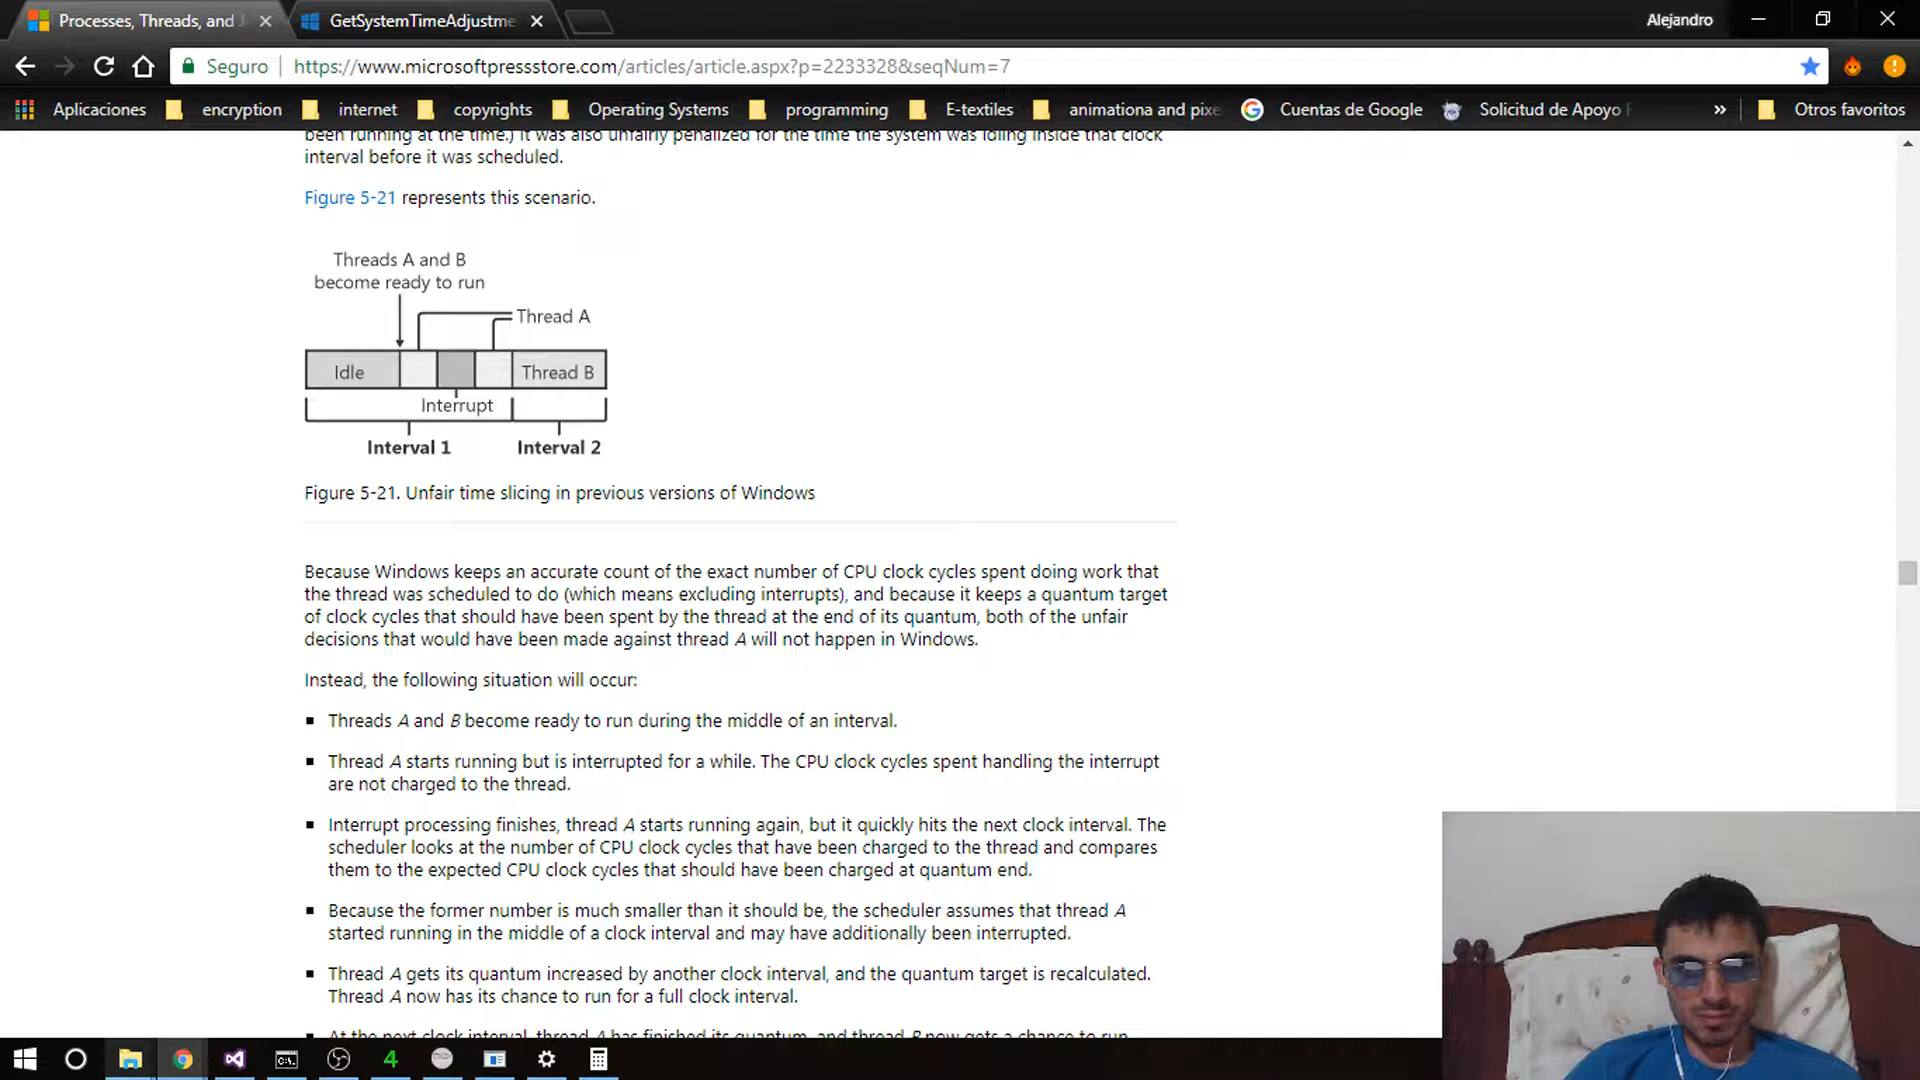 Processes, Threads, and J
GetSystemTimeAdjustme
Alejandro
Seguro
https://www.microsoftpressstore.com/articles/article.aspx?p=2233328&seqNum=7
Aplicaciones
encryption
internet
copyrights
Operating Systems
programming
E-textiles
animationa and pixe
Cuentas de Google
Solicitud de Apoyo
»
Otros favoritos
been running at the time.) It was also unfairly penalized for the time the system was idling inside that clock
interval before it was scheduled.
Figure 5-21 represents this scenario.
Threads A and B
become ready to run
Thread A
Idle
Thread B
Interrupt
Interval 1
Interval 2
Figure 5-21. Unfair time slicing in previous versions of Windows
Because Windows keeps an accurate count of the exact number of CPU clock cycles spent doing work that
the thread was scheduled to do (which means excluding interrupts), and because it keeps a quantum target
of clock cycles that should have been spent by the thread at the end of its quantum, both of the unfair
decisions that would have been made against thread A will not happen in Windows.
Instead, the following situation will occur:
Threads A and B become ready to run during the middle of an interval.
Thread A starts running but is interrupted for a while. The CPU clock cycles spent handling the interrupt
are not charged to the thread.
Interrupt processing finishes, thread A starts running again, but it quickly hits the next clock interval. The
scheduler looks at the number of CPU clock cycles that have been charged to the thread and compares
them to the expected CPU clock cycles that should have been charged at quantum end.
Because the former number is much smaller than it should be, the scheduler assumes that thread A
started running in the middle of a clock interval and may have additionally been interrupted.
Thread A gets its quantum increased by another clock interval, and the quantum target is recalculated.
Thread A now has its chance to run for a full clock interval.
At the next clock interval, thread A has finished its quantum, and thread B now gets a chance to run.
4